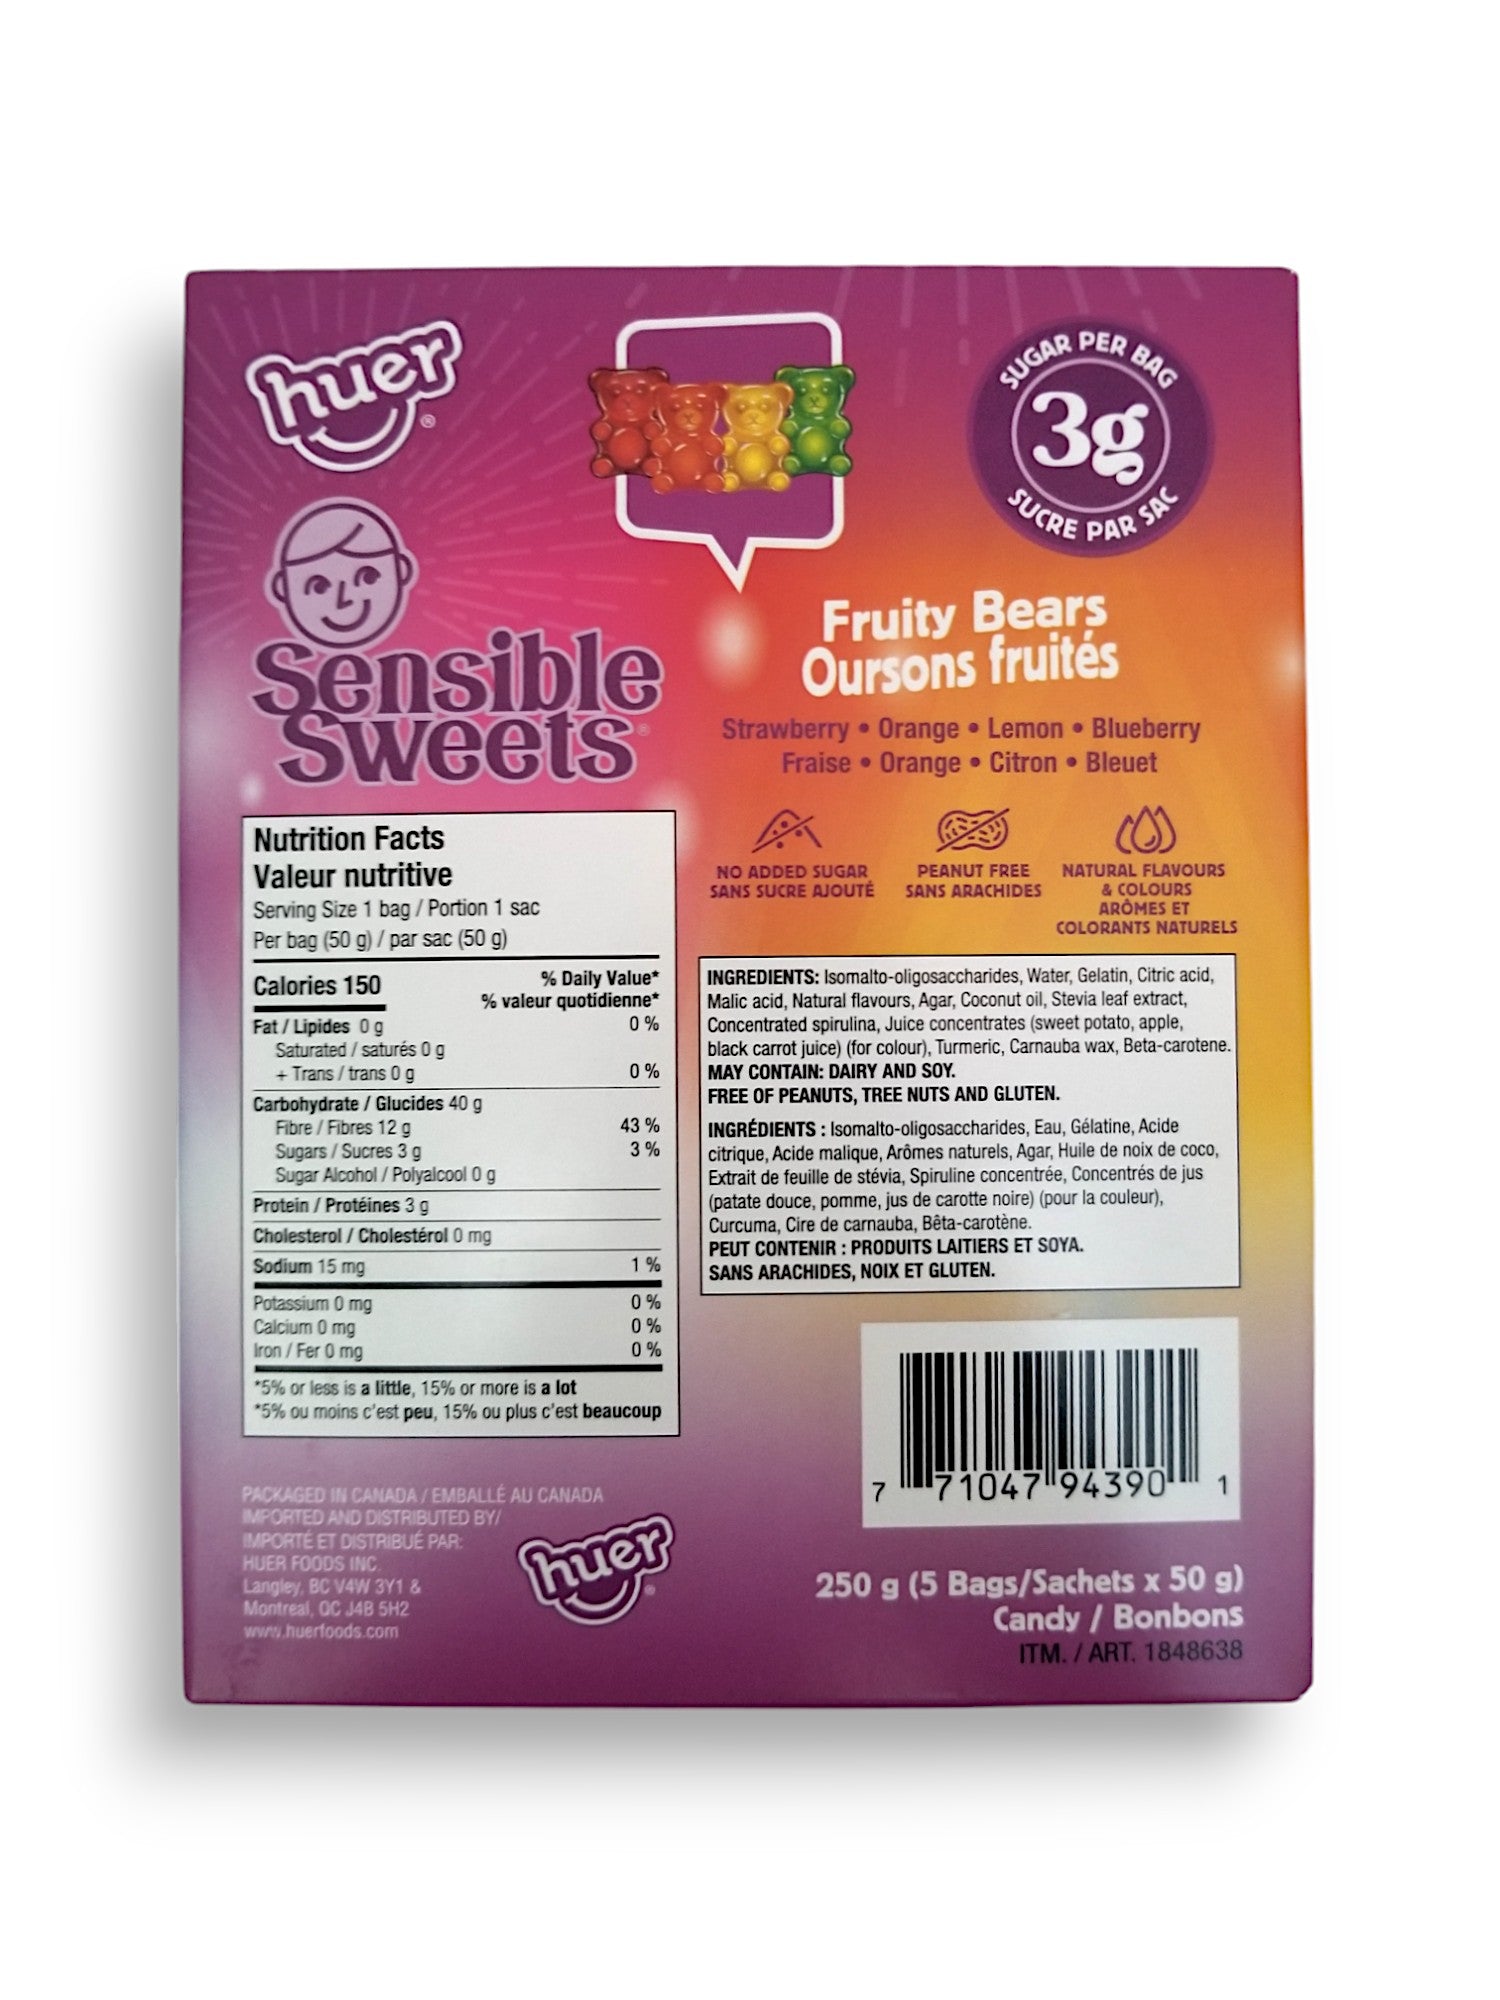 huer®
SUGAR PER BAG
3g
SUCRE PAR SAC
Sensible
Sweets®
Fruity Bears
Oursons fruités
Strawberry • Orange • Lemon • Blueberry
Fraise • Orange • Citron • Bleuet
NO ADDED SUGAR
SANS SUCRE AJOUTÉ
PEANUT FREE
SANS ARACHIDES
NATURAL FLAVOURS
& COLOURS
ARÔMES ET
COLORANTS NATURELS
Nutrition Facts
Valeur nutritive
Serving Size 1 bag / Portion 1 sac
Per bag (50 g) / par sac (50 g)
Calories 150
% Daily Value*
% valeur quotidienne*
Fat / Lipides 0 g 0 %
Saturated / saturés 0 g
+ Trans / trans 0 g 0 %
Carbohydrate / Glucides 40 g
Fibre / Fibres 12 g 43 %
Sugars / Sucres 3 g 3 %
Sugar Alcohol / Polyalcool 0 g
Protein / Protéines 3 g
Cholesterol / Cholestérol 0 mg
Sodium 15 mg 1 %
Potassium 0 mg 0 %
Calcium 0 mg 0 %
Iron / Fer 0 mg 0 %
*5% or less is a little, 15% or more is a lot
*5% ou moins c'est peu, 15% ou plus c'est beaucoup
INGREDIENTS: Isomalto-oligosaccharides, Water, Gelatin, Citric acid,
Malic acid, Natural flavours, Agar, Coconut oil, Stevia leaf extract,
Concentrated spirulina, Juice concentrates (sweet potato, apple,
black carrot juice) (for colour), Turmeric, Carnauba wax, Beta-carotene.
MAY CONTAIN: DAIRY AND SOY.
FREE OF PEANUTS, TREE NUTS AND GLUTEN.
INGRÉDIENTS : Isomalto-oligosaccharides, Eau, Gélatine, Acide
citrique, Acide malique, Arômes naturels, Agar, Huile de noix de coco,
Extrait de feuille de stévia, Spiruline concentrée, Concentrés de jus
(patate douce, pomme, jus de carotte noire) (pour la couleur),
Curcuma, Cire de carnauba, Bêta-carotène.
PEUT CONTENIR : PRODUITS LAITIERS ET SOYA.
SANS ARACHIDES, NOIX ET GLUTEN.
7 71047 94390 1
PACKAGED IN CANADA / EMBALLÉ AU CANADA
IMPORTED AND DISTRIBUTED BY/
IMPORTÉ ET DISTRIBUÉ PAR:
HUER FOODS INC.
Langley, BC V4W 3Y1 &
Montreal, QC J4B 5H2
www.huerfoods.com
huer®
250 g (5 Bags/Sachets x 50 g)
Candy / Bonbons
ITM. / ART. 1848638